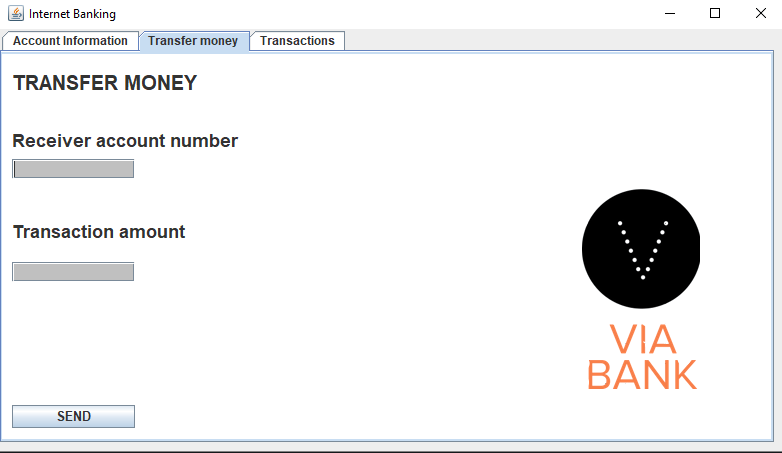 Internet Banking
Account Information
Transfer money
Transactions
TRANSFER MONEY
Receiver account number
Transaction amount
VIA
BANK
SEND